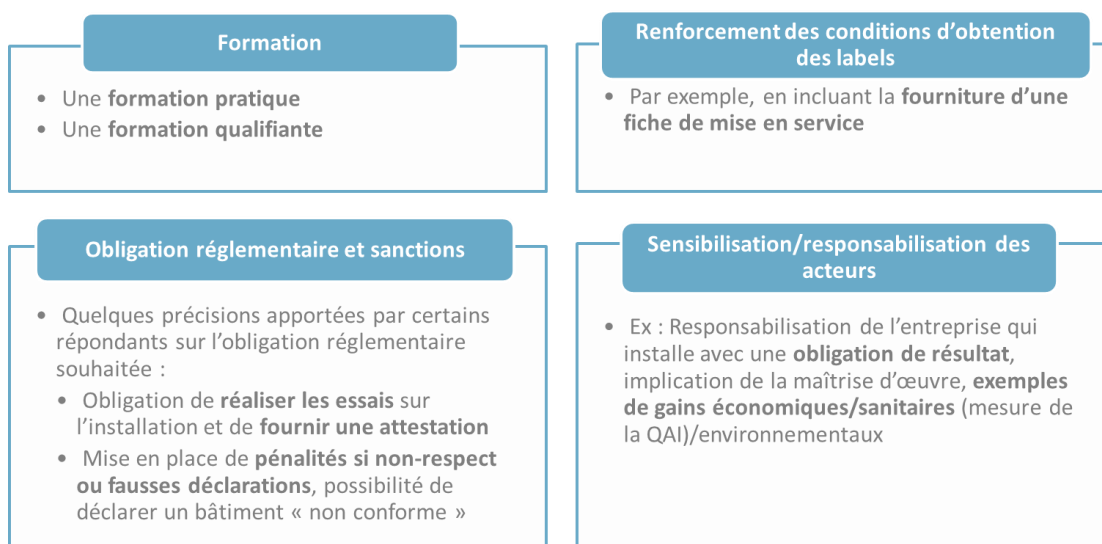 Formation
• Une formation pratique
• Une formation qualifiante
Renforcement des conditions d’obtention
des labels
• Par exemple, en incluant la fourniture d’une
fiche de mise en service
Obligation réglementaire et sanctions
• Quelques précisions apportées par certains
répondants sur l’obligation réglementaire
souhaitée :
• Obligation de réaliser les essais sur
l’installation et de fournir une attestation
• Mise en place de pénalités si non-respect
ou fausses déclarations, possibilité de
déclarer un bâtiment « non conforme »
Sensibilisation/responsabilisation des
acteurs
• Ex : Responsabilisation de l’entreprise qui
installe avec une obligation de résultat,
implication de la maîtrise d’œuvre, exemples
de gains économiques/sanitaires (mesure de
la QAI)/environnementaux